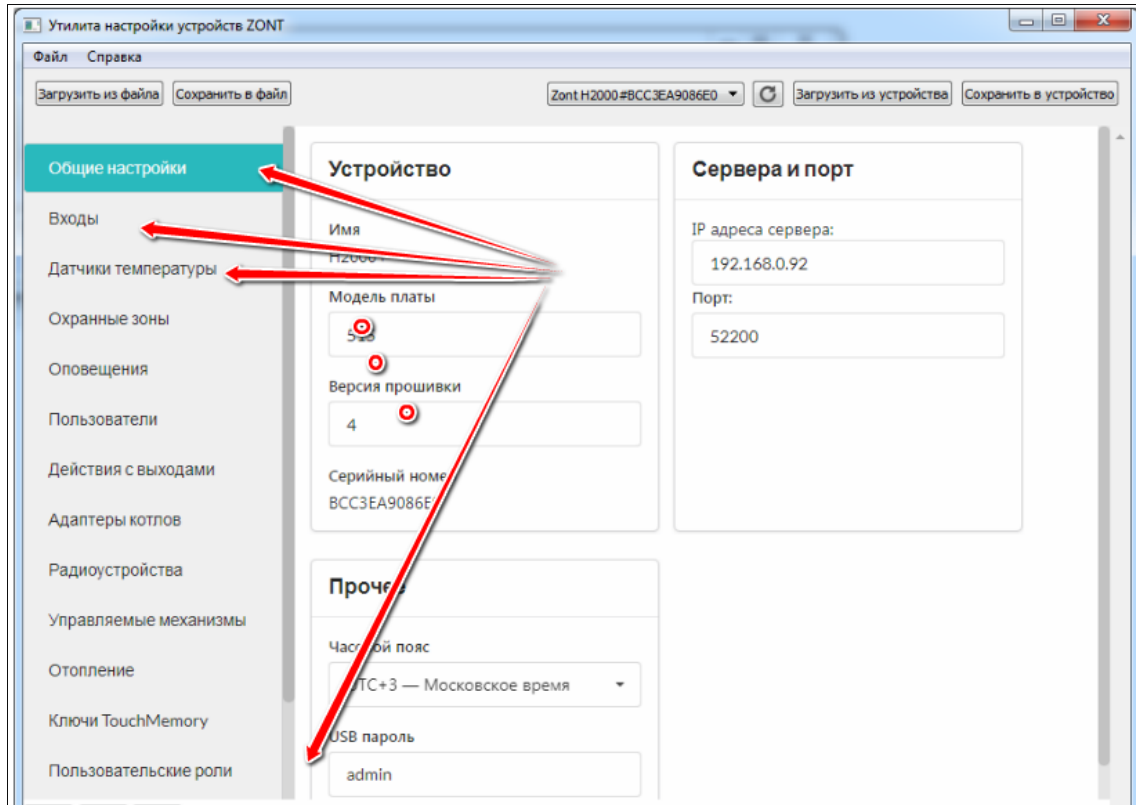 Утилита настройки устройств ZONT
Файл Справка
Загрузить из файла Сохранить в файл Zont H2000 #BCC3EA9086E0 Загрузить из устройства Сохранить в устройство
Общие настройки
Входы
Датчики температуры
Охранные зоны
Оповещения
Пользователи
Действия с выходами
Адаптеры котлов
Радиоустройства
Управляемые механизмы
Отопление
Ключи TouchMemory
Пользовательские роли
Устройство
Имя
Модель платы
Версия прошивки
4
Серийный номер
Сервера и порт
IP адреса сервера:
192.168.0.92
Порт:
52200
Прочее
Часовой пояс
UTC+3 — Московское время
USB пароль
admin